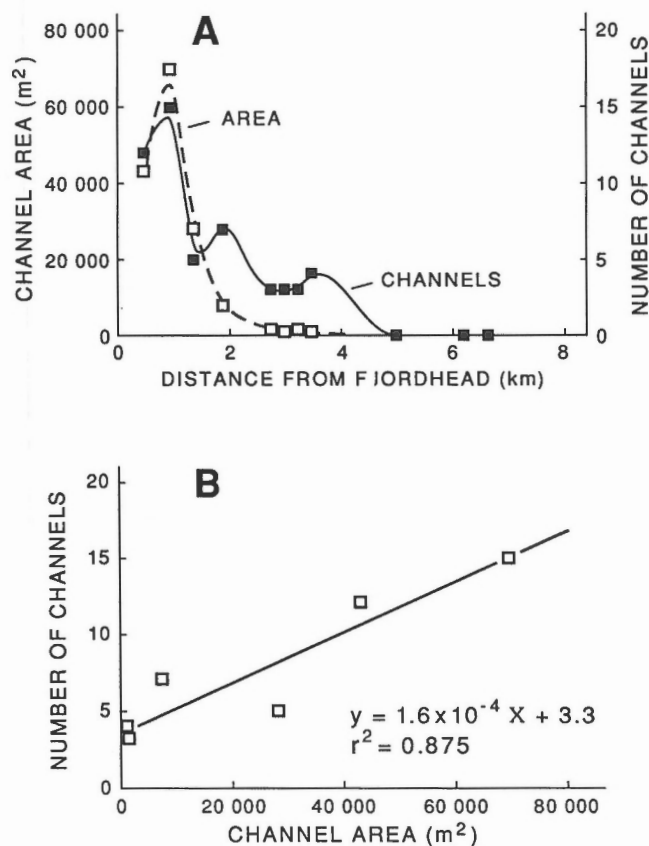 A
80 000
60 000
40 000
20 000
0
CHANNEL AREA (m²)
20
15
10
5
0
NUMBER OF CHANNELS
AREA
CHANNELS
0 2 4 6 8
DISTANCE FROM FJORDHEAD (km)
B
20
15
10
5
0
NUMBER OF CHANNELS
y = 1.6x10⁻⁴ X + 3.3
r² = 0.875
0 20 000 40 000 60 000 80 000
CHANNEL AREA (m²)